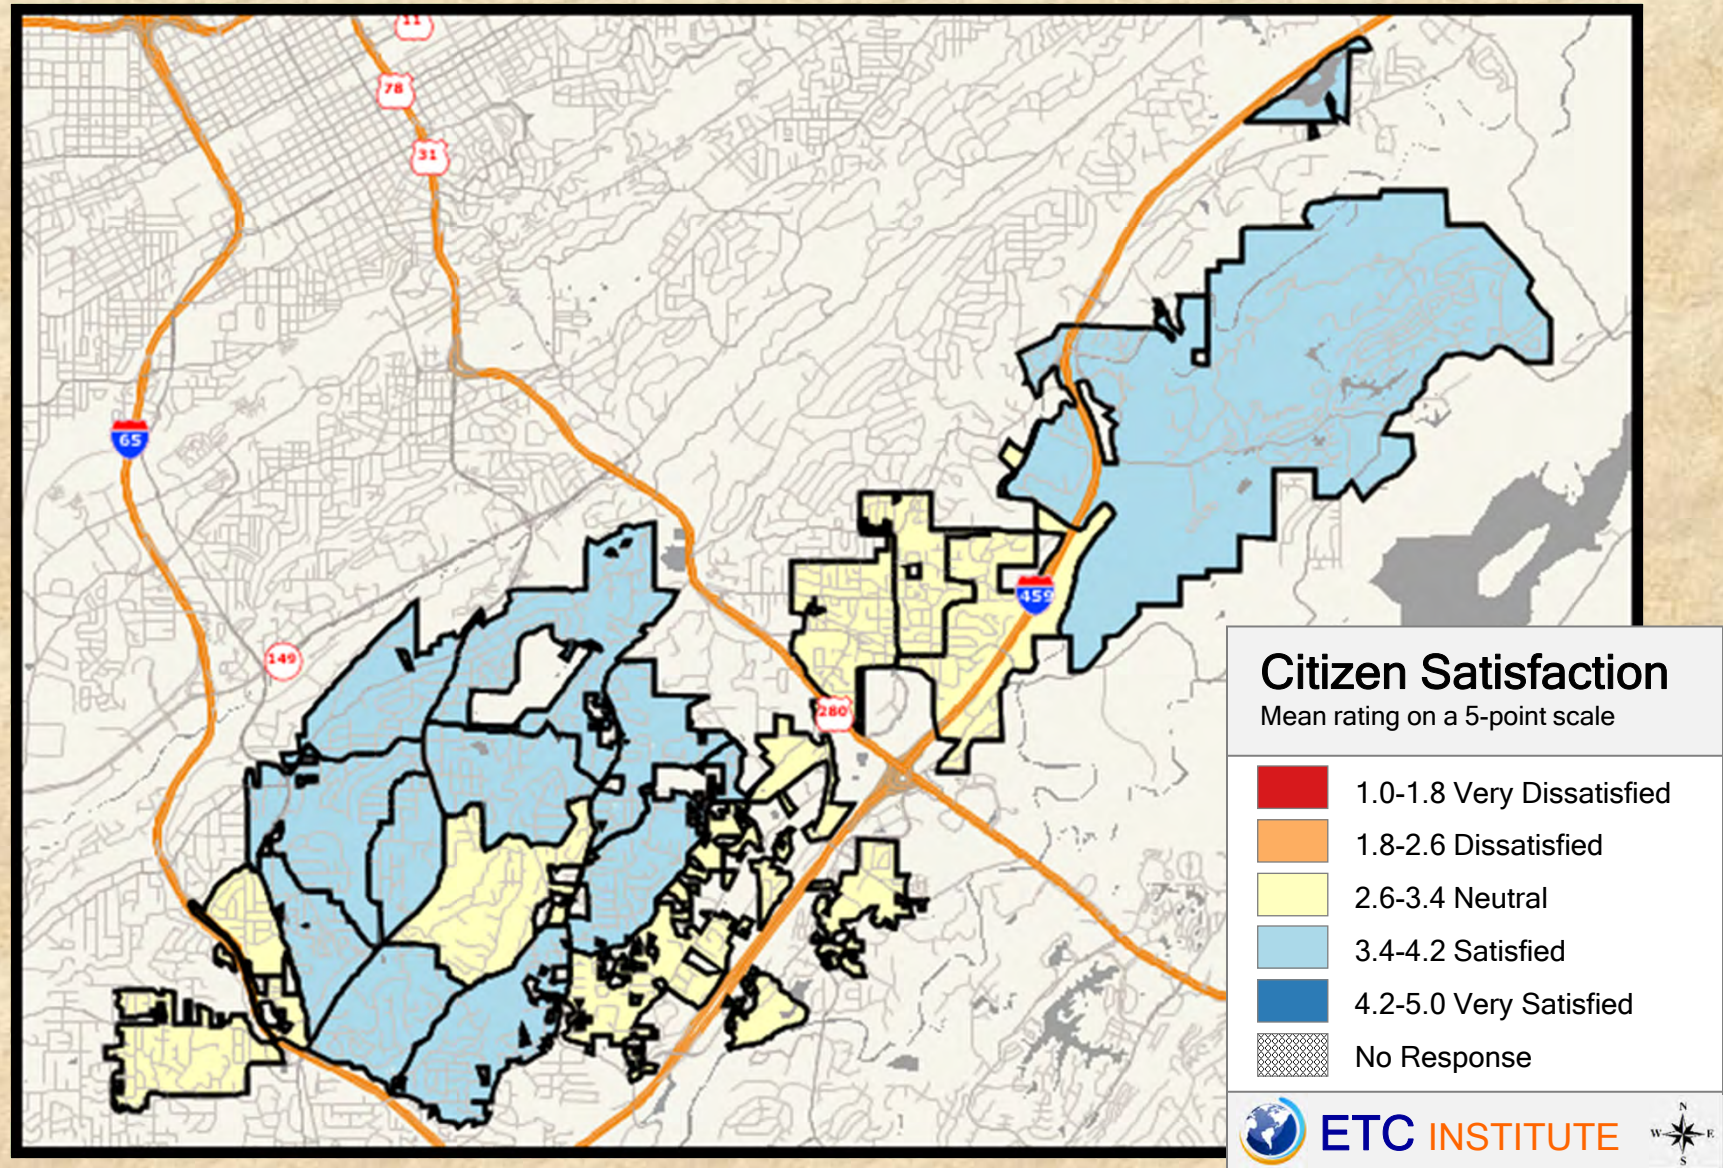 11
78
31
65
149
459
280
Citizen Satisfaction
Mean rating on a 5-point scale
1.0-1.8 Very Dissatisfied
1.8-2.6 Dissatisfied
2.6-3.4 Neutral
3.4-4.2 Satisfied
4.2-5.0 Very Satisfied
No Response
ETC INSTITUTE
N
W E
S